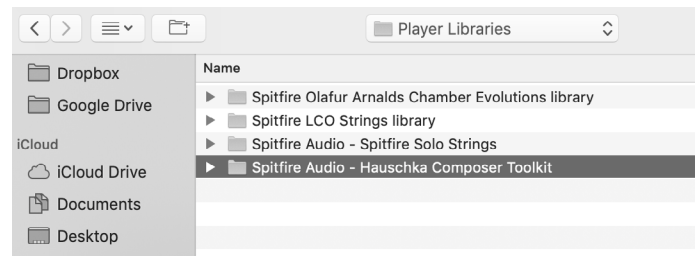 Player Libraries
Dropbox
Google Drive
iCloud
iCloud Drive
Documents
Desktop
Name
Spitfire Olafur Arnalds Chamber Evolutions library
Spitfire LCO Strings library
Spitfire Audio - Spitfire Solo Strings
Spitfire Audio - Hauschka Composer Toolkit